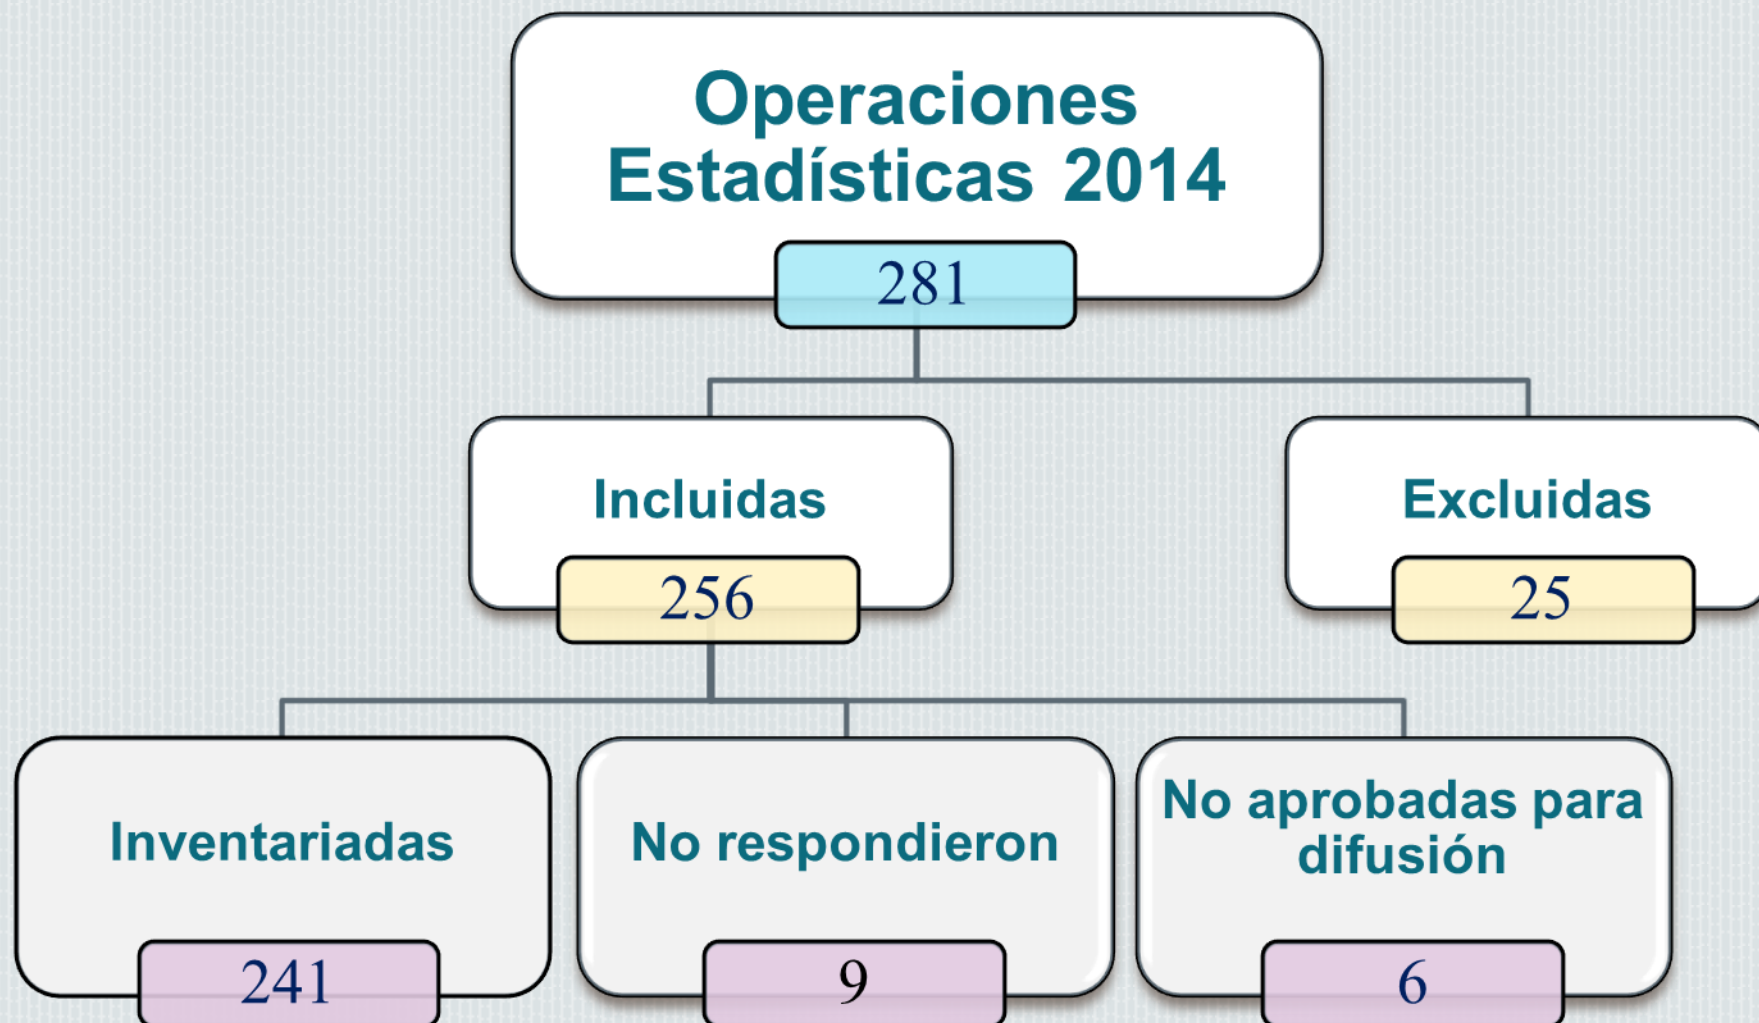 Operaciones
Estadísticas 2014
281
Incluidas
256
Excluidas
25
Inventariadas
241
No respondieron
9
No aprobadas para
difusión
6